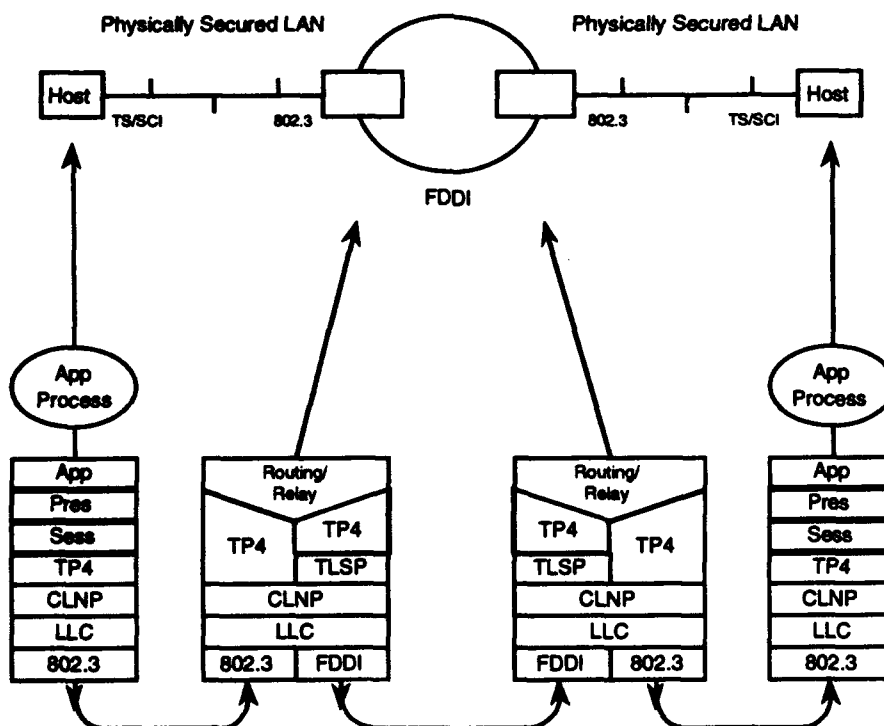 Physically Secured LAN
Physically Secured LAN
Host
TS/SCI
802.3
802.3
TS/SCI
Host
FDDI
App
Process
App
Process
App
Pres
Sess
TP4
CLNP
LLC
802.3
Routing/
Relay
TP4
TP4
TLSP
CLNP
LLC
802.3
FDDI
Routing/
Relay
TP4
TP4
TLSP
CLNP
LLC
FDDI
802.3
App
Pres
Sess
TP4
CLNP
LLC
802.3